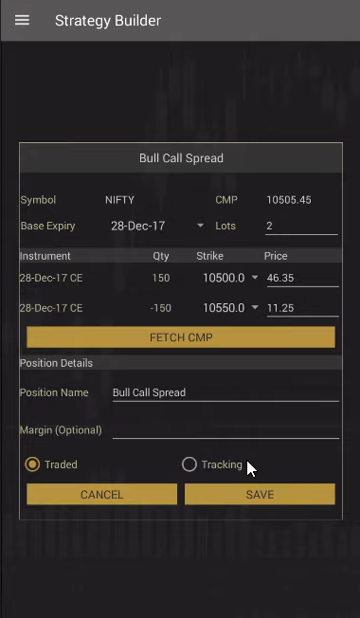 Strategy Builder
Bull Call Spread
Symbol NIFTY CMP 10505.45
Base Expiry 28-Dec-17 Lots 2
Instrument Qty Strike Price
28-Dec-17 CE 150 10500.0 46.35
28-Dec-17 CE -150 10550.0 11.25
FETCH CMP
Position Details
Position Name Bull Call Spread
Margin (Optional)
Traded Tracking
CANCEL SAVE